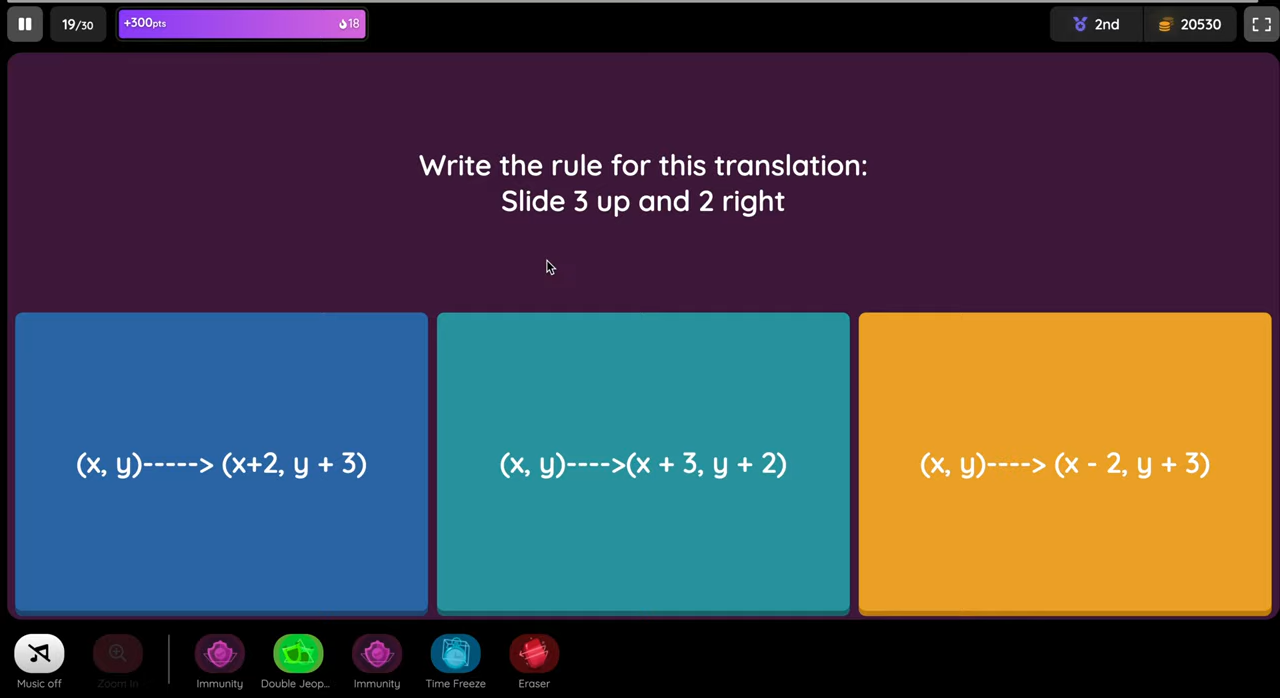 19/30
+300pts
18
2nd
20530
Write the rule for this translation:
Slide 3 up and 2 right
(x, y)-----> (x+2, y + 3)
(x, y)---->(x + 3, y + 2)
(x, y)----> (x - 2, y + 3)
Music off
Zoom In
Immunity
Double Jeop...
Immunity
Time Freeze
Eraser